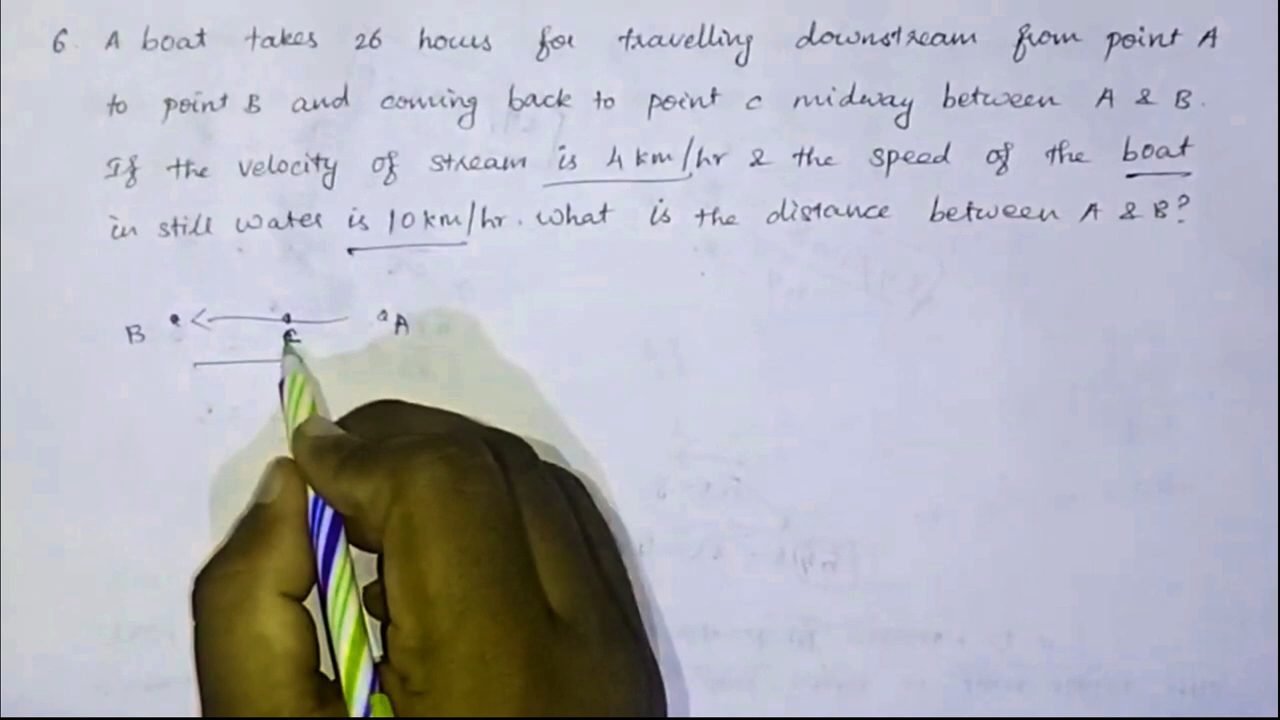 6. A boat takes 26 hours for travelling downstream from point A
to point B and coming back to point c midway between A & B.
If the velocity of stream is 4 km/hr & the speed of the boat
in still water is 10 km/hr. what is the distance between A & B?
B C A